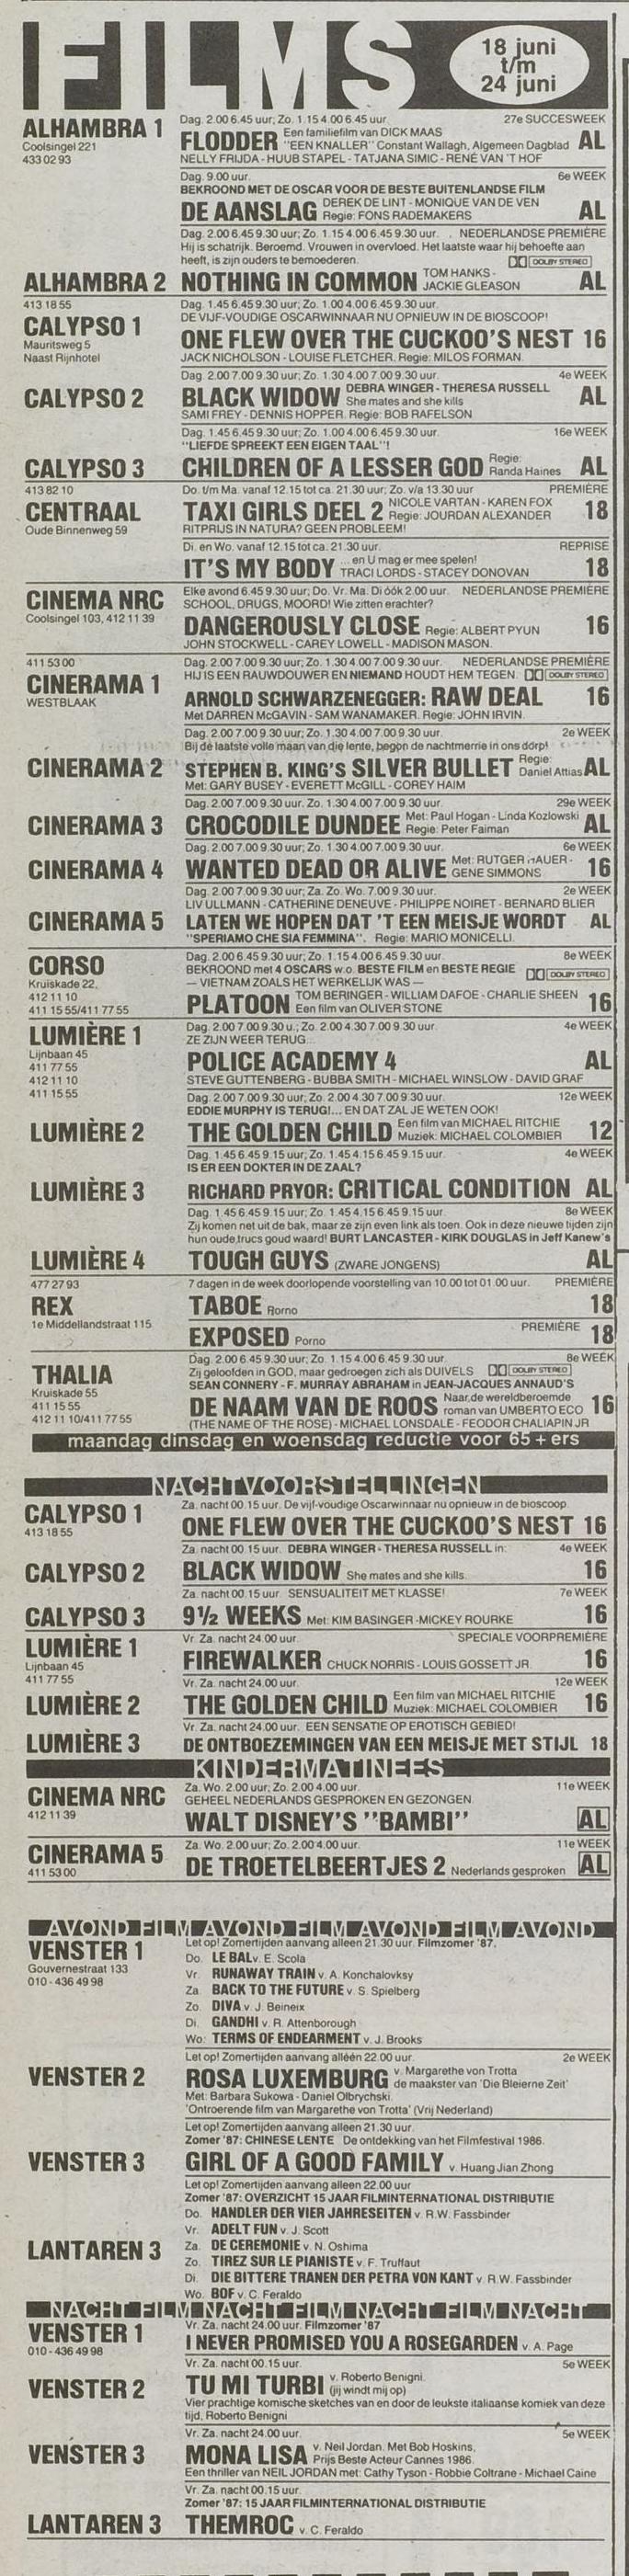 FILMS
18 juni
t/m
24 juni
ALHAMBRA 1
Coolsingel 221
433 02 93
Dag. 2.00 6.45 uur; Zo. 1.15 4.00 6.45 uur. 27e SUCCESWEEK
FLODDER Een familiefilm van DICK MAAS
"EEN KNALLER" Constant Wallagh, Algemeen Dagblad AL
NELLY FRIJDA - HUUB STAPEL - TATJANA SIMIC - RENÉ VAN 'T HOF
Dag. 9.00 uur. 6e WEEK
BEKROOND MET DE OSCAR VOOR DE BESTE BUITENLANDSE FILM
DE AANSLAG DEREK DE LINT - MONIQUE VAN DE VEN
Regie: FONS RADEMAKERS AL
Dag. 2.00 6.45 9.30 uur; Zo. 1.15 4.00 6.45 9.30 uur. NEDERLANDSE PREMIÈRE
Hij is schatrijk. Beroemd. Vrouwen in overvloed. Het laatste waar hij behoefte aan
heeft, is zijn ouders te bemoederen. DOLBY STEREO
ALHAMBRA 2 NOTHING IN COMMON TOM HANKS -
JACKIE GLEASON AL
413 18 55
CALYPSO 1
Mauritsweg 5
Naast Rijnhotel
Dag. 1.45 6.45 9.30 uur; Zo. 1.00 4.00 6.45 9.30 uur.
DE VIJF-VOUDIGE OSCARWINNAAR NU OPNIEUW IN DE BIOSCOOP!
ONE FLEW OVER THE CUCKOO'S NEST 16
JACK NICHOLSON - LOUISE FLETCHER. Regie: MILOS FORMAN.
Dag. 2.00 7.00 9.30 uur; Zo. 1.30 4.00 7.00 9.30 uur. 4e WEEK
CALYPSO 2 BLACK WIDOW DEBRA WINGER - THERESA RUSSELL
She mates and she kills AL
SAMI FREY - DENNIS HOPPER. Regie: BOB RAFELSON
Dag. 1.45 6.45 9.30 uur; Zo. 1.00 4.00 6.45 9.30 uur. 16e WEEK
"LIEFDE SPREEKT EEN EIGEN TAAL"!
CALYPSO 3 CHILDREN OF A LESSER GOD Regie:
Randa Haines AL
413 82 10
CENTRAAL
Oude Binnenweg 59
Do. t/m Ma. vanaf 12.15 tot ca. 21.30 uur; Zo. v/a 13.30 uur PREMIÈRE
TAXI GIRLS DEEL 2 NICOLE VARTAN - KAREN FOX
Regie: JOURDAN ALEXANDER 18
RITPRIJS IN NATURA? GEEN PROBLEEM!
Di. en Wo. vanaf 12.15 tot ca. 21.30 uur. REPRISE
IT'S MY BODY ... en U mag er mee spelen!
TRACI LORDS - STACEY DONOVAN 18
CINEMA NRC
Coolsingel 103, 412 11 39
Elke avond 6.45 9.30 uur; Do. Vr. Ma. Di óók 2.00 uur. NEDERLANDSE PREMIÈRE
SCHOOL, DRUGS, MOORD! Wie zitten erachter?
DANGEROUSLY CLOSE Regie: ALBERT PYUN 16
JOHN STOCKWELL - CAREY LOWELL - MADISON MASON.
411 53 00
CINERAMA 1
WESTBLAAK
Dag. 2.00 7.00 9.30 uur; Zo. 1.30 4.00 7.00 9.30 uur. NEDERLANDSE PREMIÈRE
HIJ IS EEN RAUWDOUWER EN NIEMAND HOUDT HEM TEGEN. DOLBY STEREO
ARNOLD SCHWARZENEGGER: RAW DEAL 16
Met DARREN McGAVIN - SAM WANAMAKER. Regie: JOHN IRVIN.
Dag. 2.00 7.00 9.30 uur; Zo. 1.30 4.00 7.00 9.30 uur. 2e WEEK
Bij de laatste volle maan van die lente, begon de nachtmerrie in ons dorp!
CINERAMA 2 STEPHEN B. KING'S SILVER BULLET Regie:
Daniel Attias AL
Met: GARY BUSEY - EVERETT McGILL - COREY HAIM
Dag. 2.00 7.00 9.30 uur. Zo. 1.30 4.00 7.00 9.30 uur. 29e WEEK
CINERAMA 3 CROCODILE DUNDEE Met: Paul Hogan - Linda Kozlowski
Regie: Peter Faiman AL
Dag. 2.00 7.00 9.30 uur; Zo. 1.30 4.00 7.00 9.30 uur. 6e WEEK
CINERAMA 4 WANTED DEAD OR ALIVE Met: RUTGER HAUER -
GENE SIMMONS 16
Dag. 2.00 7.00 9.30 uur; Za. Zo. Wo. 7.00 9.30 uur. 2e WEEK
LIV ULLMANN - CATHERINE DENEUVE - PHILIPPE NOIRET - BERNARD BLIER
CINERAMA 5 LATEN WE HOPEN DAT 'T EEN MEISJE WORDT AL
"SPERIAMO CHE SIA FEMMINA". Regie: MARIO MONICELLI.
CORSO
Kruiskade 22,
412 11 10
411 15 55/411 77 55
Dag. 2.00 6.45 9.30 uur; Zo. 1.15 4.00 6.45 9.30 uur. 8e WEEK
BEKROOND met 4 OSCARS w.o. BESTE FILM en BESTE REGIE DOLBY STEREO
— VIETNAM ZOALS HET WERKELIJK WAS —
PLATOON TOM BERINGER - WILLIAM DAFOE - CHARLIE SHEEN
Een film van OLIVER STONE 16
LUMIÈRE 1
Lijnbaan 45
411 77 55
412 11 10
411 15 55
Dag. 2.00 7.00 9.30 u.; Zo. 2.00 4.30 7.00 9.30 uur. 4e WEEK
ZE ZIJN WEER TERUG...
POLICE ACADEMY 4 AL
STEVE GUTTENBERG - BUBBA SMITH - MICHAEL WINSLOW - DAVID GRAF
Dag. 2.00 7.00 9.30 uur; Zo. 2.00 4.30 7.00 9.30 uur. 12e WEEK
EDDIE MURPHY IS TERUG!... EN DAT ZAL JE WETEN OOK!
LUMIÈRE 2 THE GOLDEN CHILD Een film van MICHAEL RITCHIE
Muziek: MICHAEL COLOMBIER 12
Dag. 1.45 6.45 9.15 uur; Zo. 1.45 4.15 6.45 9.15 uur. 4e WEEK
IS ER EEN DOKTER IN DE ZAAL?
LUMIÈRE 3 RICHARD PRYOR: CRITICAL CONDITION AL
Dag. 1.45 6.45 9.15 uur; Zo. 1.45 4.15 6.45 9.15 uur. 8e WEEK
Zij komen net uit de bak, maar ze zijn even link als toen. Ook in deze nieuwe tijden zijn
hun oude trucs goud waard! BURT LANCASTER - KIRK DOUGLAS in Jeff Kanew's
LUMIÈRE 4 TOUGH GUYS (ZWARE JONGENS) AL
477 27 93
REX
1e Middellandstraat 115
7 dagen in de week doorlopende voorstelling van 10.00 tot 01.00 uur. PREMIÈRE
TABOE Porno 18
PREMIÈRE
EXPOSED Porno 18
THALIA
Kruiskade 55
411 15 55
412 11 10/411 77 55
Dag. 2.00 6.45 9.30 uur; Zo. 1.15 4.00 6.45 9.30 uur. 8e WEEK
Zij geloofden in GOD, maar gedroegen zich als DUIVELS DOLBY STEREO
SEAN CONNERY - F. MURRAY ABRAHAM in JEAN-JACQUES ANNAUD'S
DE NAAM VAN DE ROOS Naar de wereldberoemde
roman van UMBERTO ECO 16
(THE NAME OF THE ROSE) - MICHAEL LONSDALE - FEODOR CHALIAPIN JR
maandag dinsdag en woensdag reductie voor 65 + ers
NACHTVOORSTELLINGEN
CALYPSO 1
413 18 55
Za. nacht 00.15 uur. De vijf-voudige Oscarwinnaar nu opnieuw in de bioscoop.
ONE FLEW OVER THE CUCKOO'S NEST 16
Za. nacht 00.15 uur. DEBRA WINGER - THERESA RUSSELL in: 4e WEEK
CALYPSO 2 BLACK WIDOW She mates and she kills. 16
Za. nacht 00.15 uur. SENSUALITEIT MET KLASSE! 7e WEEK
CALYPSO 3 9½ WEEKS Met: KIM BASINGER - MICKEY ROURKE 16
LUMIÈRE 1
Lijnbaan 45
411 77 55
Vr. Za. nacht 24.00 uur. SPECIALE VOORPREMIÈRE
FIREWALKER CHUCK NORRIS - LOUIS GOSSETT JR. 16
Vr. Za. nacht 24.00 uur. 12e WEEK
LUMIÈRE 2 THE GOLDEN CHILD Een film van MICHAEL RITCHIE
Muziek: MICHAEL COLOMBIER 16
Vr. Za. nacht 24.00 uur. EEN SENSATIE OP EROTISCH GEBIED!
LUMIÈRE 3 DE ONTBOEZEMINGEN VAN EEN MEISJE MET STIJL 18
KINDERMATINEES
CINEMA NRC
412 11 39
Za. Wo. 2.00 uur; Zo. 2.00 4.00 uur. 11e WEEK
GEHEEL NEDERLANDS GESPROKEN EN GEZONGEN.
WALT DISNEY'S "BAMBI" AL
CINERAMA 5
411 53 00
Za. Wo. 2.00 uur; Zo. 2.00 4.00 uur. 11e WEEK
DE TROETELBEERTJES 2 Nederlands gesproken AL
AVOND FILM AVOND FILM AVOND FILM AVOND
VENSTER 1
Gouvernestraat 133
010 - 436 49 98
Let op! Zomertijden aanvang alleen 21.30 uur. Filmzomer '87.
Do. LE BAL v. E. Scola
Vr. RUNAWAY TRAIN v. A. Konchalovksy
Za. BACK TO THE FUTURE v. S. Spielberg
Zo. DIVA v. J. Beineix
Di. GANDHI v. R. Attenborough
Wo. TERMS OF ENDEARMENT v. J. Brooks
Let op! Zomertijden aanvang alléén 22.00 uur. 2e WEEK
VENSTER 2 ROSA LUXEMBURG v. Margarethe von Trotta
de maakster van 'Die Bleierne Zeit'
Met: Barbara Sukowa - Daniel Olbrychski.
'Ontroerende film van Margarethe von Trotta' (Vrij Nederland)
Let op! Zomertijden aanvang alleen 21.30 uur.
Zomer '87: CHINESE LENTE De ontdekking van het Filmfestival 1986.
VENSTER 3 GIRL OF A GOOD FAMILY v. Huang Jian Zhong
Let op! Zomertijden aanvang alleen 22.00 uur
Zomer '87: OVERZICHT 15 JAAR FILMINTERNATIONAL DISTRIBUTIE
LANTAREN 3
Do. HANDLER DER VIER JAHRESEITEN v. R.W. Fassbinder
Vr. ADELT FUN v. J. Scott
Za. DE CEREMONIE v. N. Oshima
Zo. TIREZ SUR LE PIANISTE v. F. Truffaut
Di. DIE BITTERE TRANEN DER PETRA VON KANT v. R.W. Fassbinder
Wo. BOF v. C. Feraldo
NACHT FILM NACHT FILM NACHT FILM NACHT
VENSTER 1
010 - 436 49 98
Vr. Za. nacht 24.00 uur. Filmzomer '87
I NEVER PROMISED YOU A ROSEGARDEN v. A. Page
Vr. Za. nacht 00.15 uur. 5e WEEK
VENSTER 2 TU MI TURBI v. Roberto Benigni.
(jij windt mij op)
Vier prachtige komische sketches van en door de leukste italiaanse komiek van deze
tijd, Roberto Benigni
Vr. Za. nacht 24.00 uur. 5e WEEK
VENSTER 3 MONA LISA v. Neil Jordan. Met Bob Hoskins,
Prijs Beste Acteur Cannes 1986.
Een thriller van NEIL JORDAN met: Cathy Tyson - Robbie Coltrane - Michael Caine
Vr. Za. nacht 00.15 uur.
Zomer '87: 15 JAAR FILMINTERNATIONAL DISTRIBUTIE
LANTAREN 3 THEMROC v. C. Feraldo